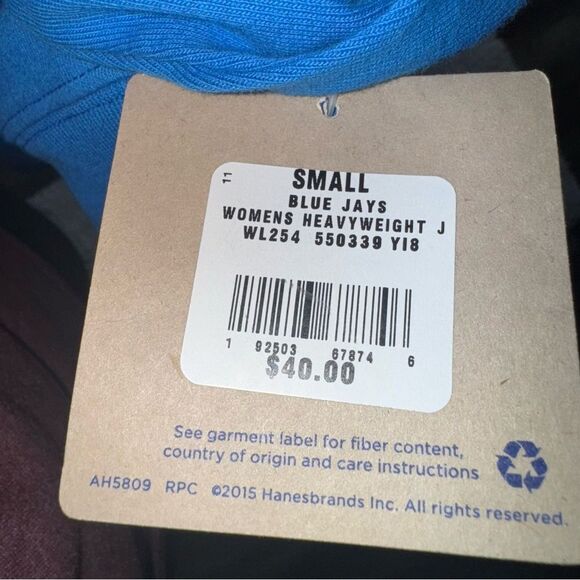 11
SMALL
BLUE JAYS
WOMENS HEAVYWEIGHT J
WL254 550339 YI8
1 92503 67874 6
$40.00
See garment label for fiber content,
country of origin and care instructions
AH5809 RPC ©2015 Hanesbrands Inc. All rights reserved.